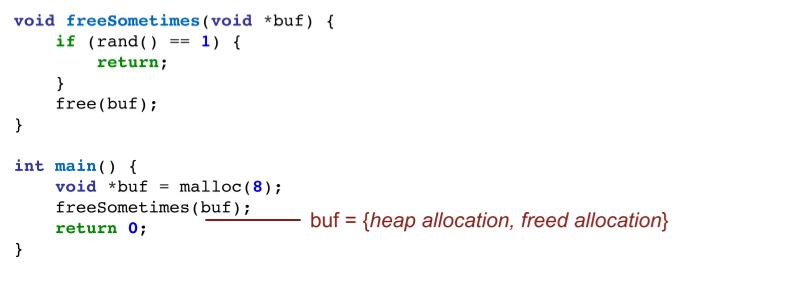 void freeSometimes(void *buf) {
    if (rand() == 1) {
        return;
    }
    free(buf);
}
int main() {
    void *buf = malloc(8);
    freeSometimes(buf);
    buf = {heap allocation, freed allocation}
    return 0;
}